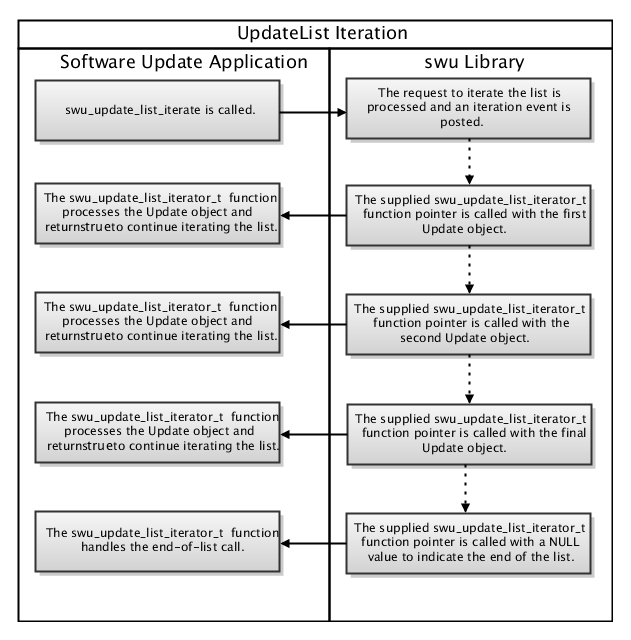 UpdateList Iteration
Software Update Application
swu Library
swu_update_list_iterate is called.
The request to iterate the list is
processed and an iteration event is
posted.
The swu_update_list_iterator_t function
processes the Update object and
returnstrueto continue iterating the list.
The supplied swu_update_list_iterator_t
function pointer is called with the first
Update object.
The swu_update_list_iterator_t function
processes the Update object and
returnstrueto continue iterating the list.
The supplied swu_update_list_iterator_t
function pointer is called with the
second Update object.
The swu_update_list_iterator_t function
processes the Update object and
returnstrueto continue iterating the list.
The supplied swu_update_list_iterator_t
function pointer is called with the final
Update object.
The swu_update_list_iterator_t function
handles the end-of-list call.
The supplied swu_update_list_iterator_t
function pointer is called with a NULL
value to indicate the end of the list.